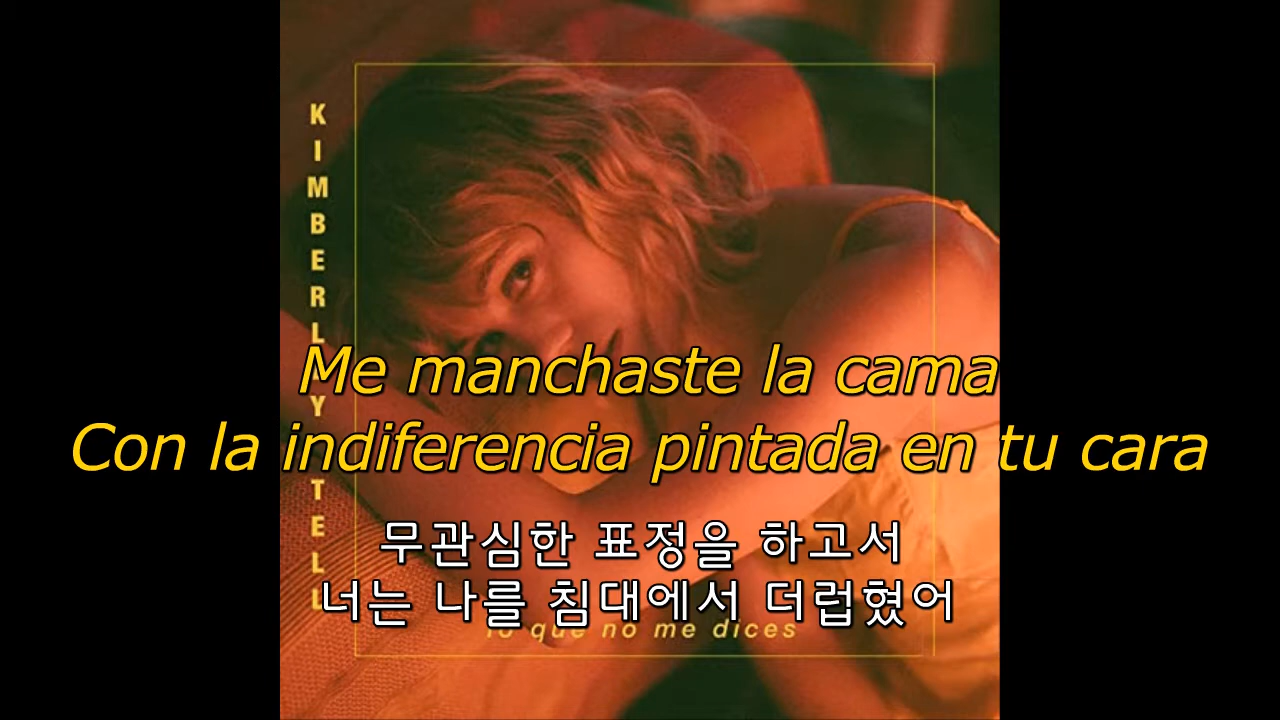 KIMBERLEY TELL
Me manchaste la cama
Con la indiferencia pintada en tu cara
무관심한 표정을 하고서
너는 나를 침대에서 더럽혔어
lo que no me dices